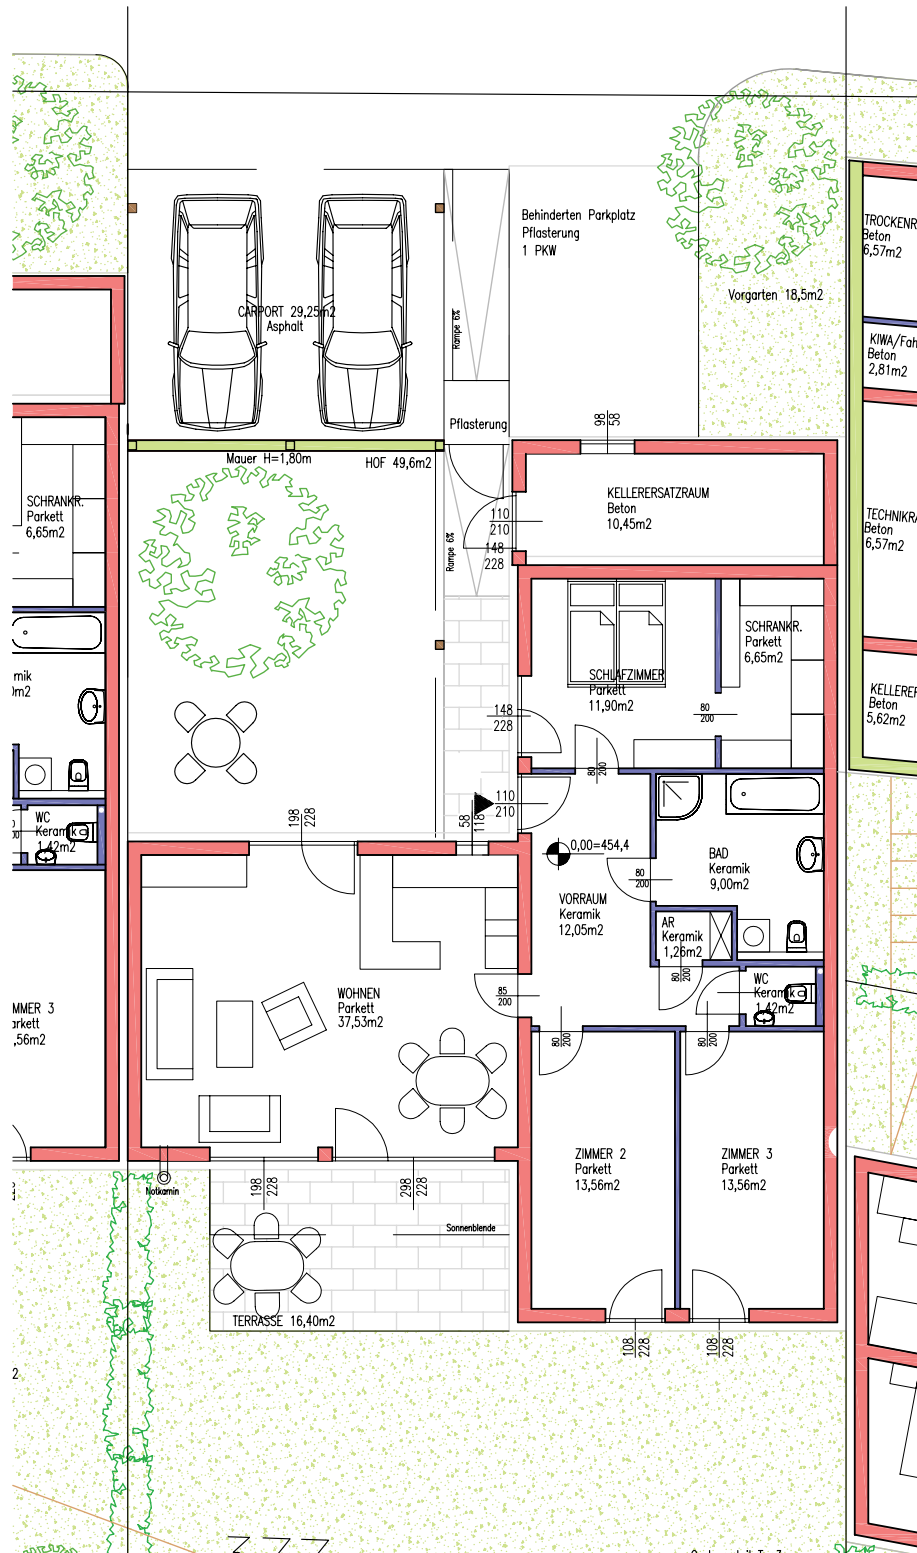 Behinderten Parkplatz
Pflasterung
1 PKW
TROCKENR
Beton
6,57m2
Vorgarten 18,5m2
CARPORT 29,25m2
Asphalt
Rampe 6%
KIWA/Fah
Beton
2,81m2
Pflasterung
98
58
Mauer H=1,80m
HOF 49,6m2
SCHRANKR.
Parkett
6,65m2
KELLERERSATZRAUM
Beton
10,45m2
110
210
148
228
Rampe 6%
TECHNIKRA
Beton
6,57m2
SCHRANKR.
Parkett
6,65m2
SCHLAFZIMMER
Parkett
11,90m2
KELLERER
Beton
5,62m2
148
228
80
200
80
200
110
210
198
228
58
118
WC
Keramik
1,42m2
0,00=454,4
BAD
Keramik
9,00m2
80
200
VORRAUM
Keramik
12,05m2
AR
Keramik
1,26m2
80
200
WC
Keramik
1,42m2
WOHNEN
Parkett
37,53m2
85
200
80
200
80
200
MMER 3
arkett
,56m2
ZIMMER 2
Parkett
13,56m2
ZIMMER 3
Parkett
13,56m2
Notkamin
198
228
298
228
Sonnenblende
TERRASSE 16,40m2
108
228
108
228